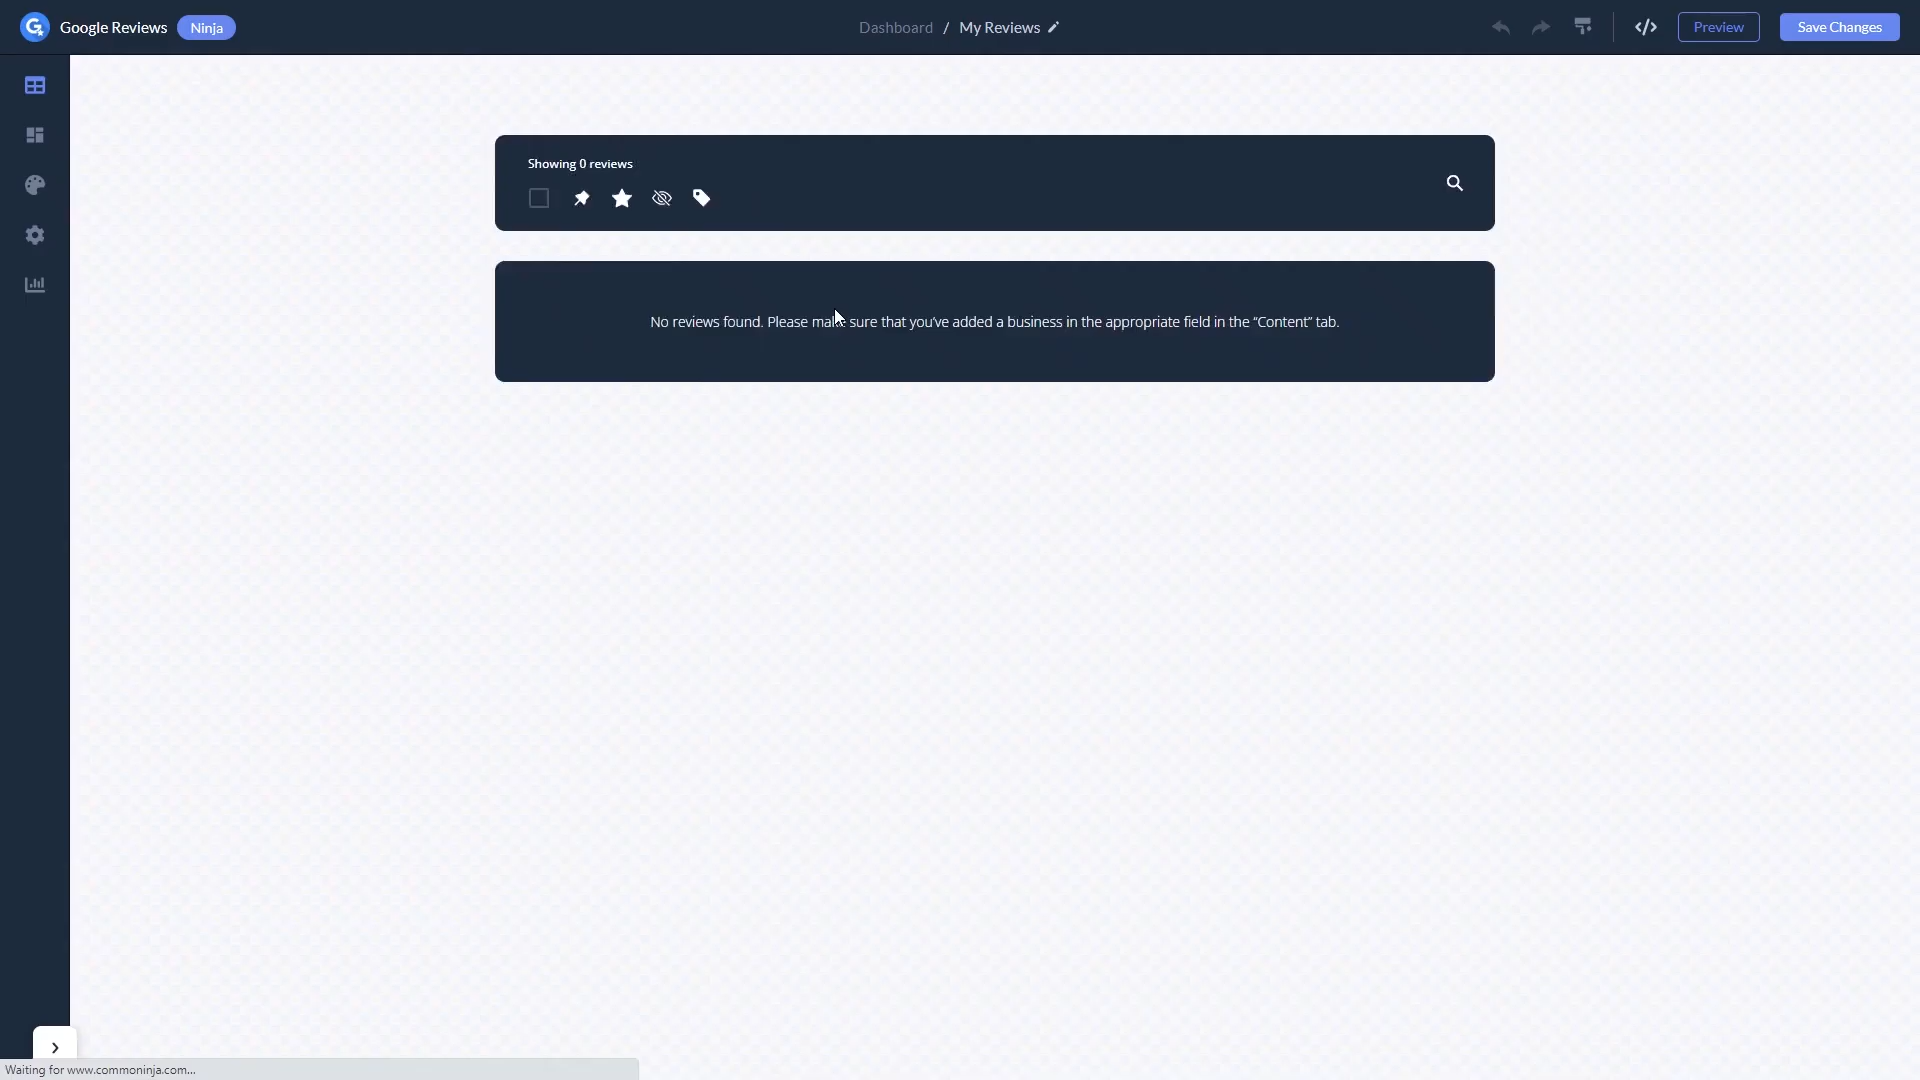 Google Reviews Ninja
Dashboard / My Reviews
Preview
Save Changes
Showing 0 reviews
No reviews found. Please make sure that you've added a business in the appropriate field in the “Content” tab.
Waiting for www.commoninja.com...